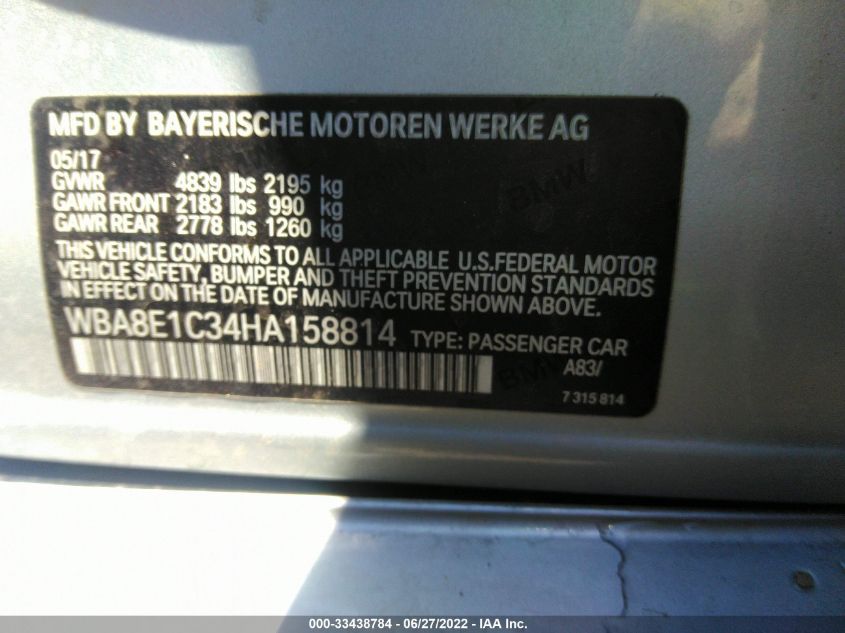 MFD BY BAYERISCHE MOTOREN WERKE AG
05/17
GVWR 4839 lbs 2195 kg
GAWR FRONT 2183 lbs 990 kg
GAWR REAR 2778 lbs 1260 kg
THIS VEHICLE CONFORMS TO ALL APPLICABLE U.S.FEDERAL MOTOR
VEHICLE SAFETY, BUMPER AND THEFT PREVENTION STANDARDS
IN EFFECT ON THE DATE OF MANUFACTURE SHOWN ABOVE.
WBA8E1C34HA158814 TYPE: PASSENGER CAR
A83/
7 315 814
BMW
BMW
BMW
000-33438784 / 06/27/2022 - IAA Inc.